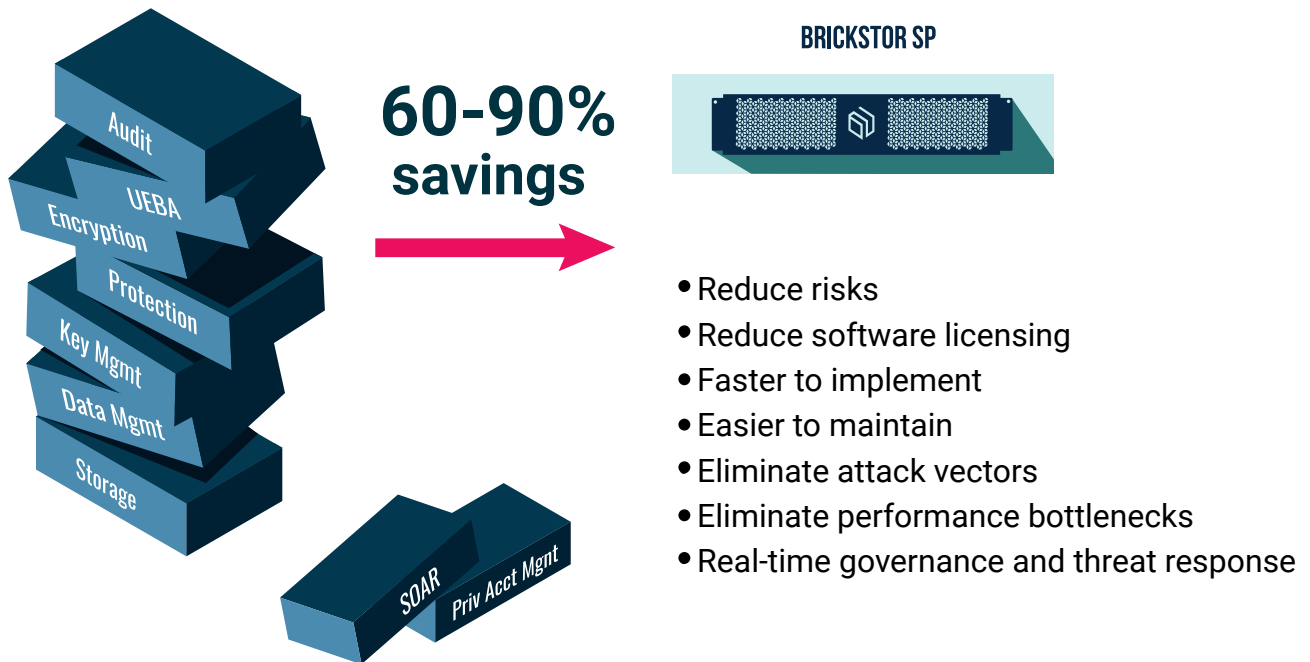 Audit
UEBA
Encryption
Protection
Key Mgmt
Data Mgmt
Storage
SOAR
Priv Acct Mgnt
60-90%
savings
BRICKSTOR SP
• Reduce risks
• Reduce software licensing
• Faster to implement
• Easier to maintain
• Eliminate attack vectors
• Eliminate performance bottlenecks
• Real-time governance and threat response